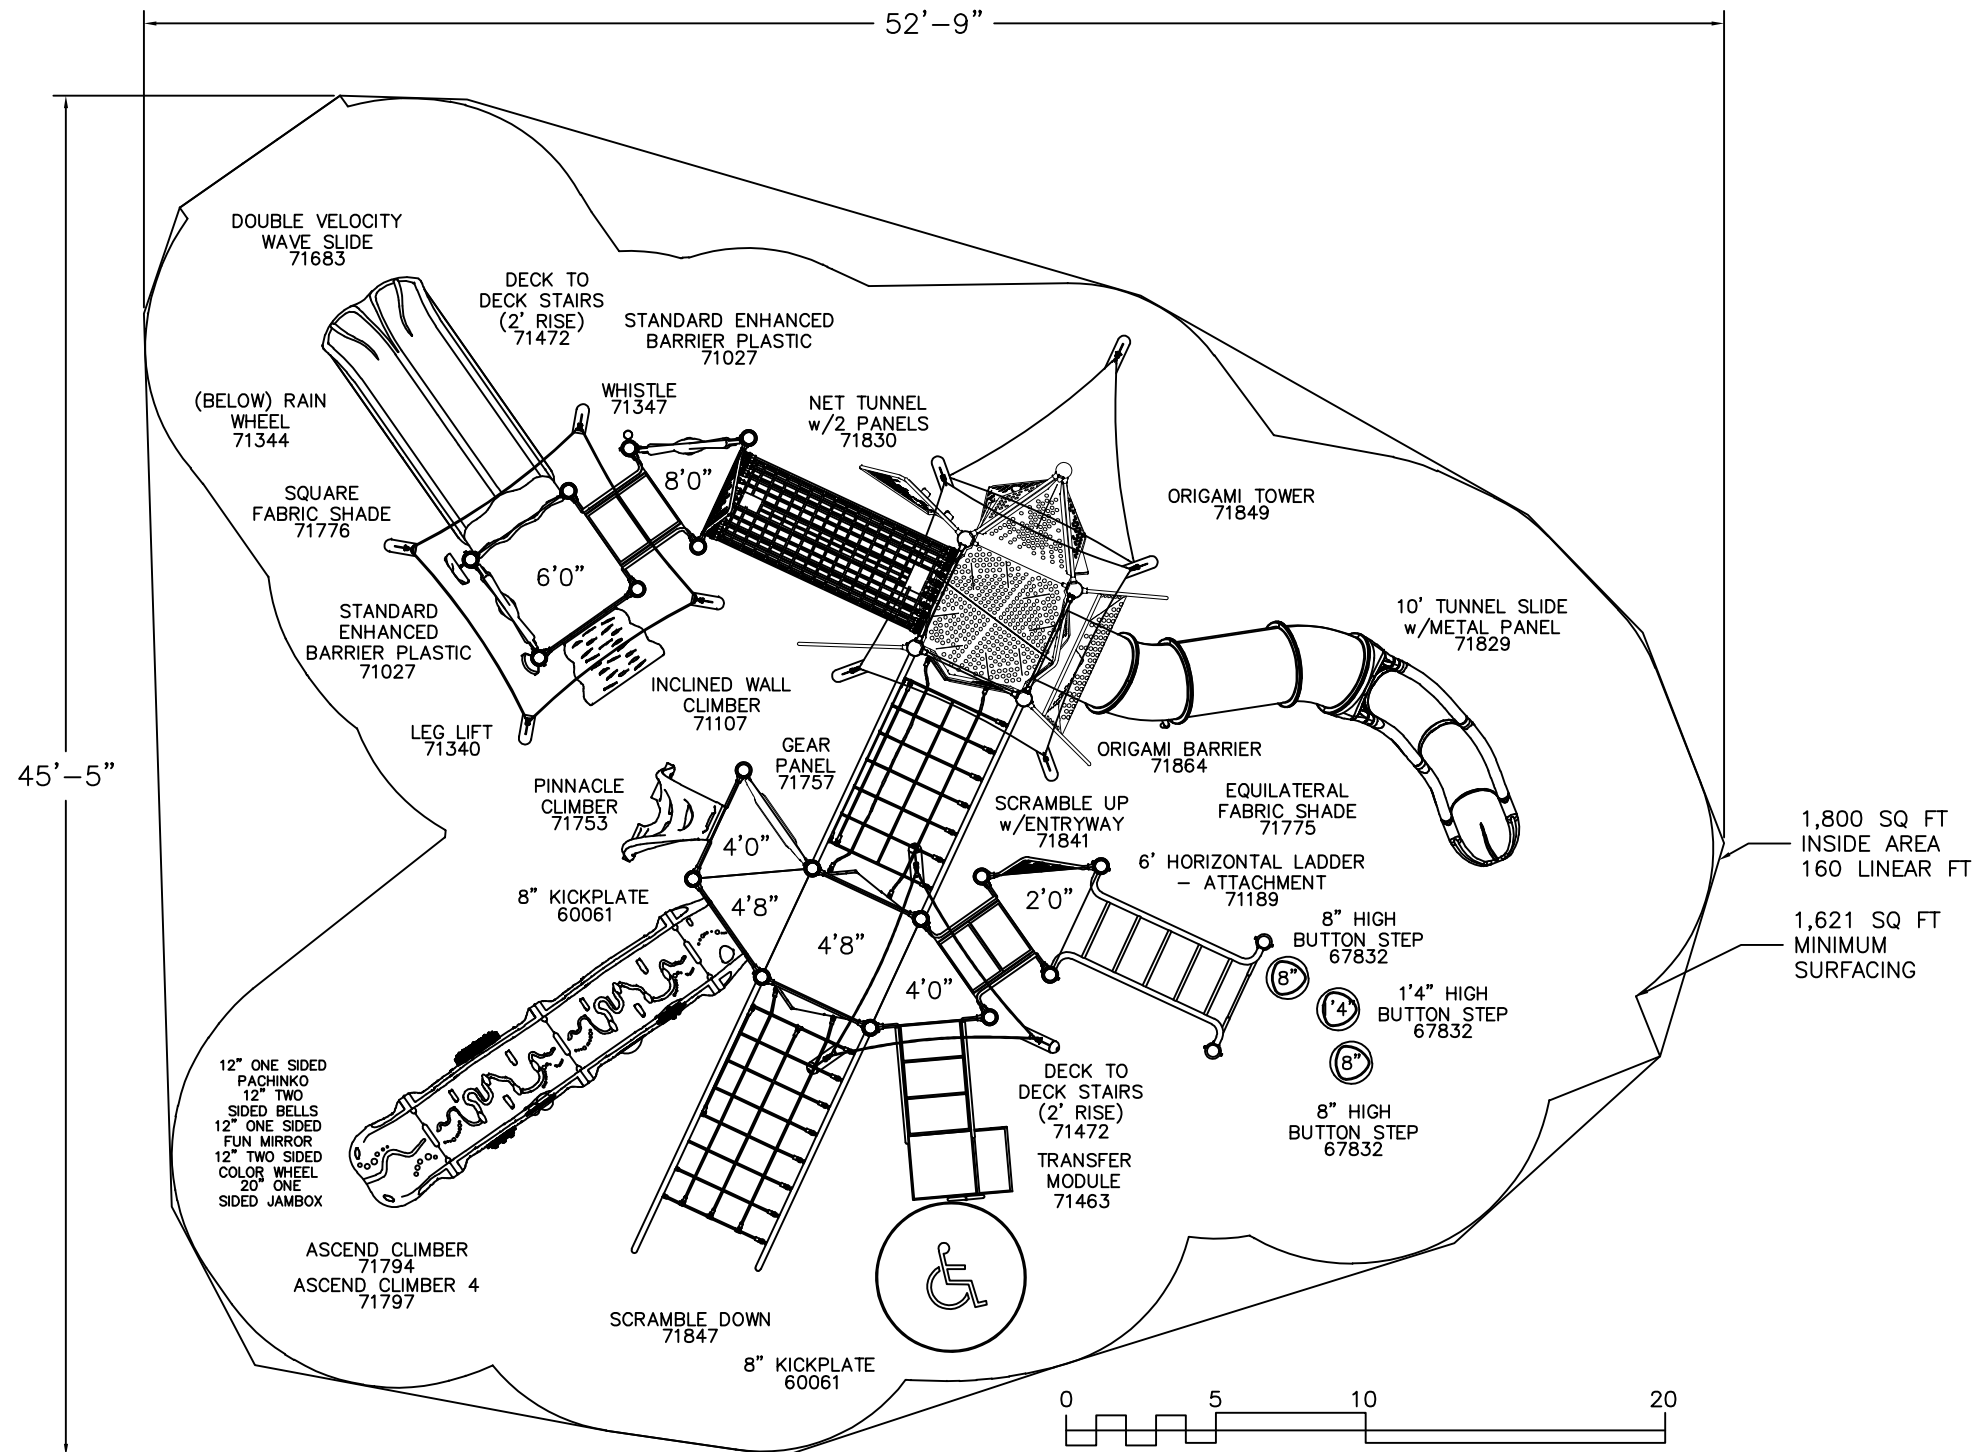 52'-9"
45'-5"
DOUBLE VELOCITY
WAVE SLIDE
71683
DECK TO
DECK STAIRS
(2' RISE)
71472
STANDARD ENHANCED
BARRIER PLASTIC
71027
WHISTLE
71347
(BELOW) RAIN
WHEEL
71344
NET TUNNEL
w/2 PANELS
71830
8'0"
SQUARE
FABRIC SHADE
71776
ORIGAMI TOWER
71849
6'0"
STANDARD
ENHANCED
BARRIER PLASTIC
71027
10' TUNNEL SLIDE
w/METAL PANEL
71829
INCLINED WALL
CLIMBER
71107
LEG LIFT
71340
GEAR
PANEL
71757
ORIGAMI BARRIER
71864
PINNACLE
CLIMBER
71753
SCRAMBLE UP
w/ENTRYWAY
71841
EQUILATERAL
FABRIC SHADE
71775
1,800 SQ FT
INSIDE AREA
160 LINEAR FT
4'0"
6' HORIZONTAL LADDER
- ATTACHMENT
71189
8" KICKPLATE
60061
4'8"
4'8"
2'0"
4'0"
8" HIGH
BUTTON STEP
67832
1,621 SQ FT
MINIMUM
SURFACING
8"
1'4" HIGH
BUTTON STEP
67832
'4"
8"
12" ONE SIDED
PACHINKO
12" TWO
SIDED BELLS
12" ONE SIDED
FUN MIRROR
12" TWO SIDED
COLOR WHEEL
20" ONE
SIDED JAMBOX
DECK TO
DECK STAIRS
(2' RISE)
71472
8" HIGH
BUTTON STEP
67832
TRANSFER
MODULE
71463
ASCEND CLIMBER
71794
ASCEND CLIMBER 4
71797
SCRAMBLE DOWN
71847
8" KICKPLATE
60061
0 5 10 20